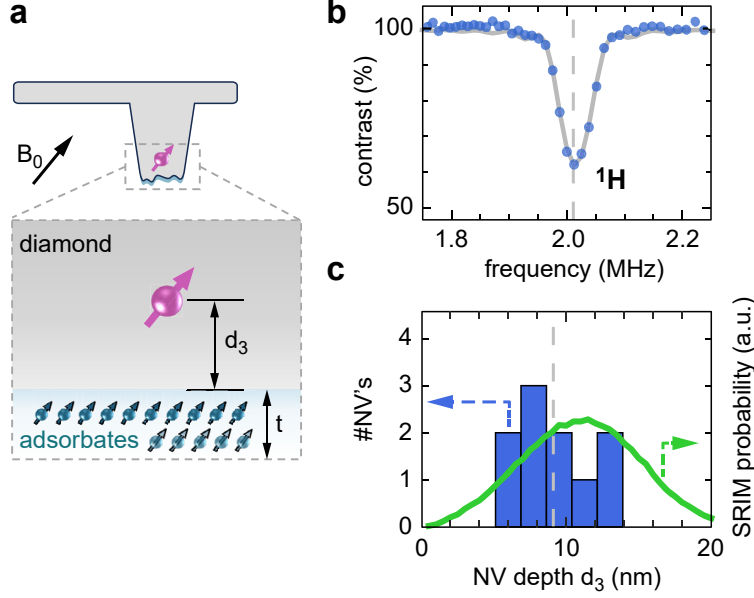 a
B₀
diamond
d₃
adsorbates
t
b
contrast (%)
100
50
¹H
1.8
2.0
2.2
frequency (MHz)
c
#NV's
4
3
2
1
0
SRIM probability (a.u.)
0
10
20
NV depth d₃ (nm)